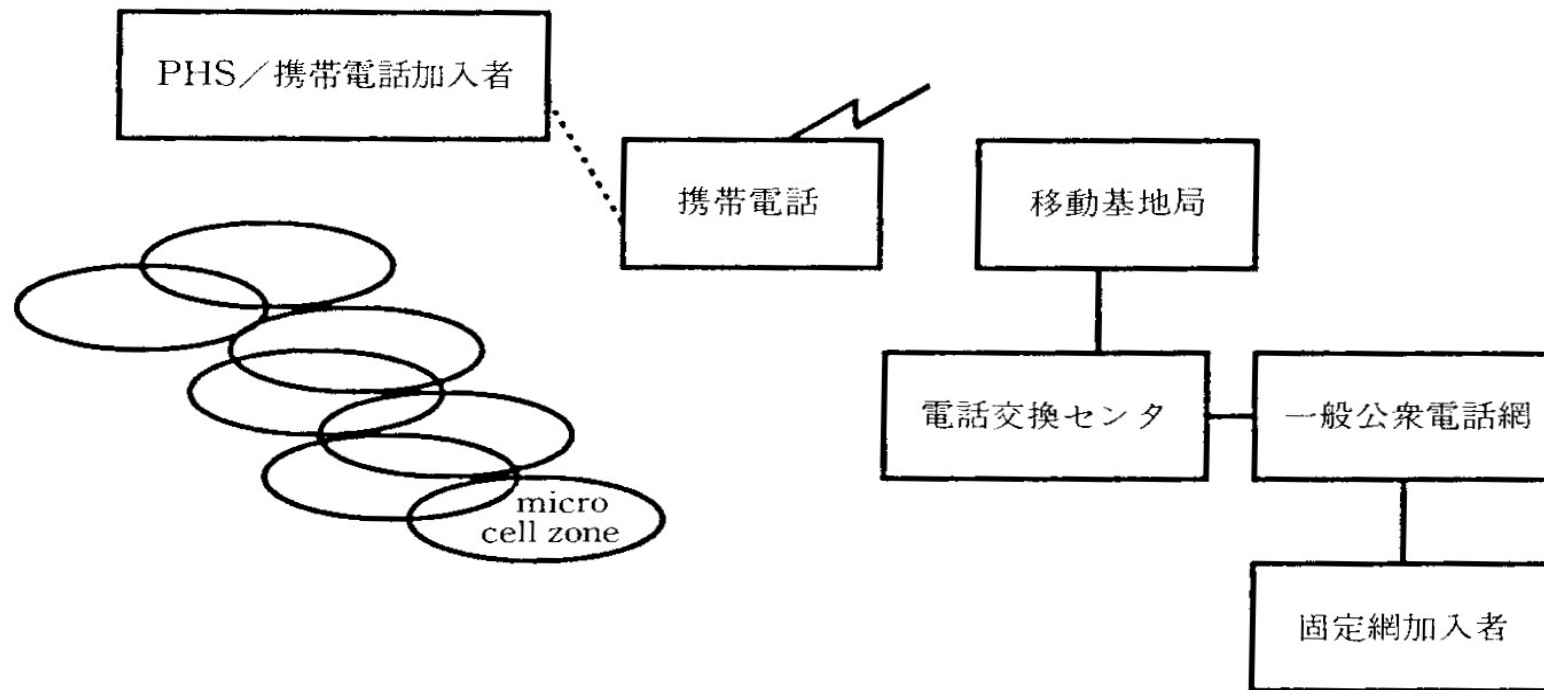 PHS／携帯電話加入者
携帯電話
移動基地局
電話交換センタ
一般公衆電話網
micro
cell zone
固定網加入者